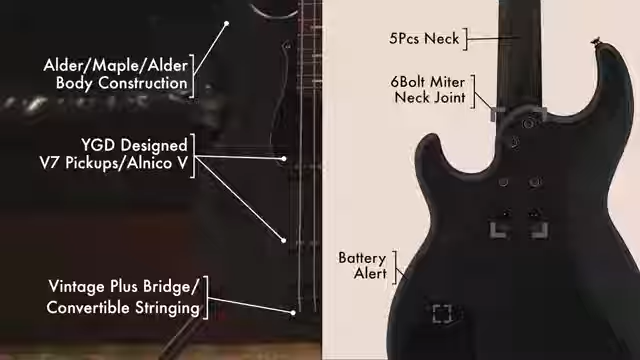 Alder/Maple/Alder
Body Construction
YGD Designed
V7 Pickups/Alnico V
Vintage Plus Bridge/
Convertible Stringing
5Pcs Neck
6Bolt Miter
Neck Joint
Battery
Alert